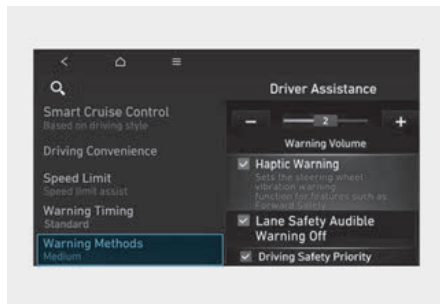 Driver Assistance
Smart Cruise Control
Based on driving style
Driving Convenience
Speed Limit
Speed limit assist
Warning Timing
Standard
Warning Methods
Medium
− 2 +
Warning Volume
Haptic Warning
Sets the steering wheel
vibration warning
function for features such as
Forward Safety.
Lane Safety Audible
Warning Off
Driving Safety Priority